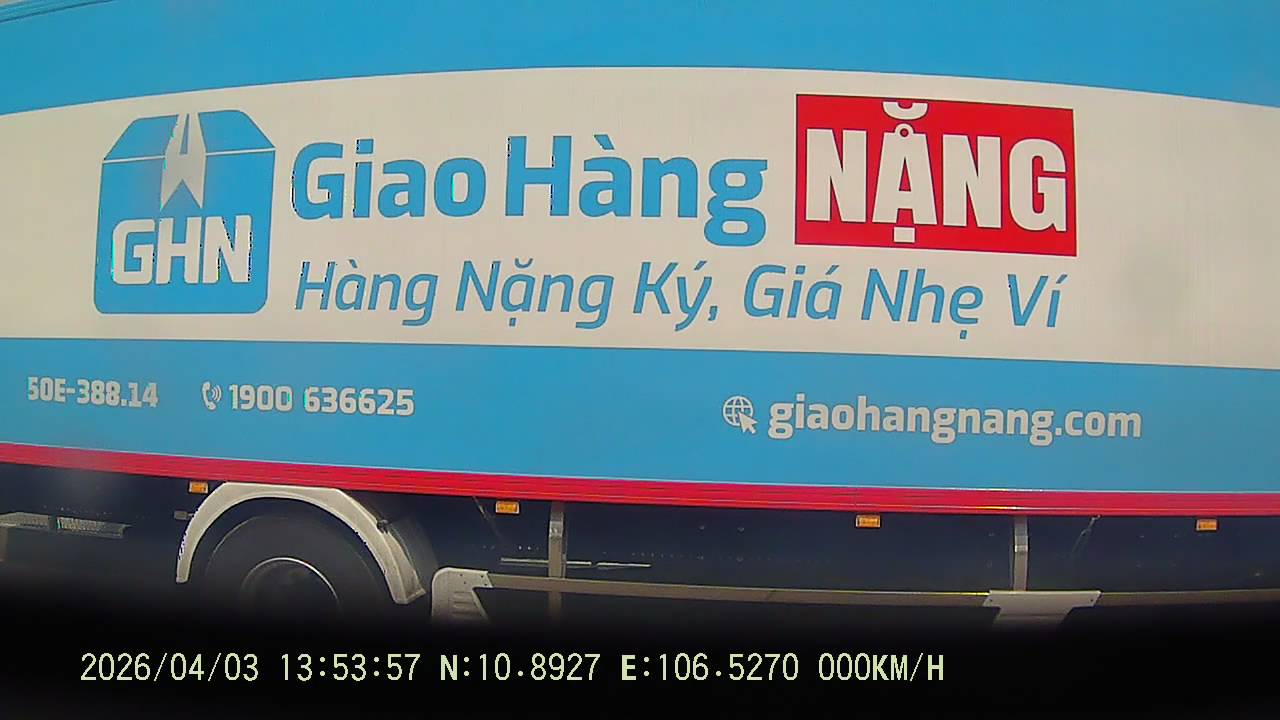 GHN
Giao Hàng NẶNG
Hàng Nặng Ký, Giá Nhẹ Ví
50E-388.14
1900 636625
giaohangnang.com
2026/04/03 13:53:57 N:10.8927 E:106.5270 000KM/H